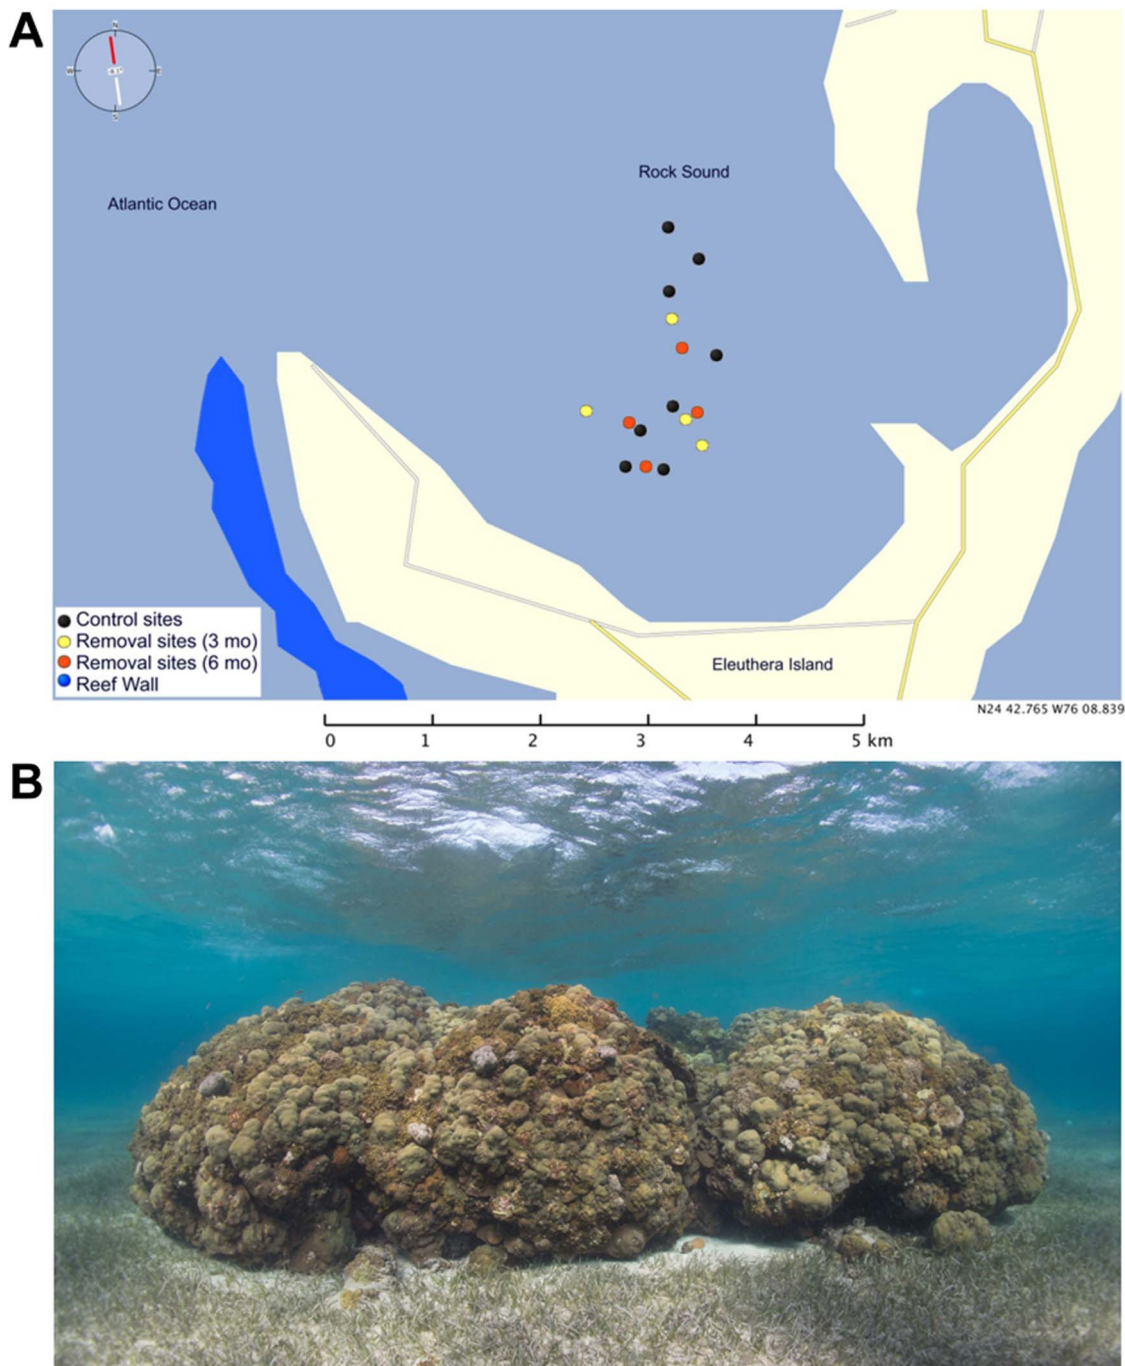 A
N
W
E
S
Rock Sound
Atlantic Ocean
Control sites
Removal sites (3 mo)
Removal sites (6 mo)
Reef Wall
Eleuthera Island
N24 42.765 W76 08.839
0 1 2 3 4 5 km
B